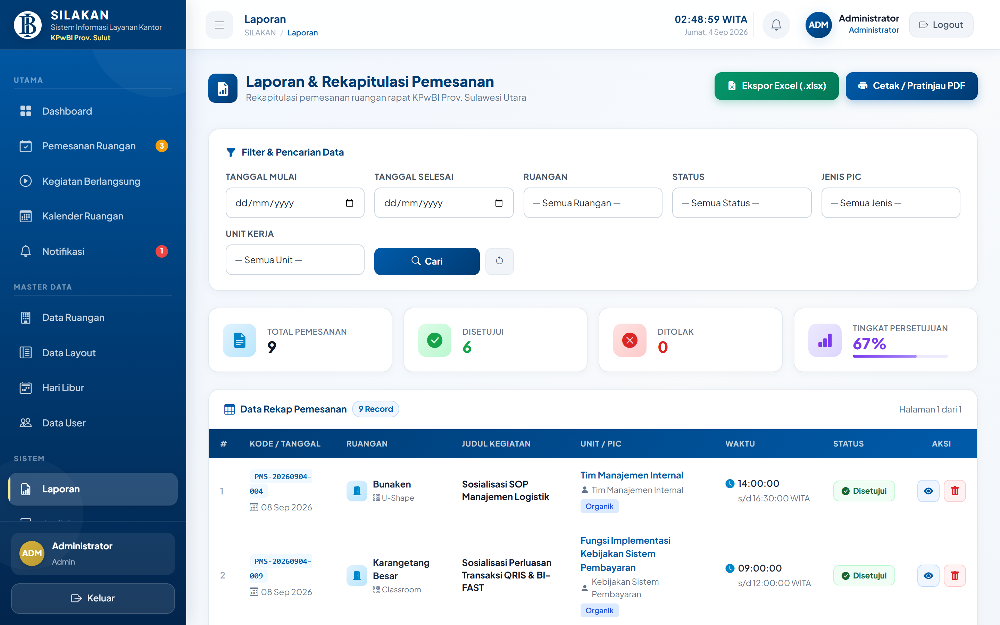 SILAKAN
Sistem Informasi Layanan Kantor
KPwBI Prov. Sulut
Laporan
SILAKAN / Laporan
02:48:59 WITA
Jumat, 4 Sep 2026
ADM
Administrator
Administrator
Logout
UTAMA
Dashboard
Pemesanan Ruangan 3
Kegiatan Berlangsung
Kalender Ruangan
Notifikasi 1
MASTER DATA
Data Ruangan
Data Layout
Hari Libur
Data User
SISTEM
Laporan
ADM
Administrator
Admin
Keluar
Laporan & Rekapitulasi Pemesanan
Rekapitulasi pemesanan ruangan rapat KPwBI Prov. Sulawesi Utara
Ekspor Excel (.xlsx)
Cetak / Pratinjau PDF
Filter & Pencarian Data
TANGGAL MULAI
dd/mm/yyyy
TANGGAL SELESAI
dd/mm/yyyy
RUANGAN
— Semua Ruangan —
STATUS
— Semua Status —
JENIS PIC
— Semua Jenis —
UNIT KERJA
— Semua Unit —
Cari
TOTAL PEMESANAN
9
DISETUJUI
6
DITOLAK
0
TINGKAT PERSETUJUAN
67%
Data Rekap Pemesanan 9 Record
Halaman 1 dari 1
# KODE / TANGGAL RUANGAN JUDUL KEGIATAN UNIT / PIC WAKTU STATUS AKSI
1
PMS-20260904-
004
08 Sep 2026
Bunaken
U-Shape
Sosialisasi SOP
Manajemen Logistik
Tim Manajemen Internal
Tim Manajemen Internal
Organik
14:00:00
s/d 16:30:00 WITA
Disetujui
2
PMS-20260904-
009
08 Sep 2026
Karangetang
Besar
Classroom
Sosialisasi Perluasan
Transaksi QRIS & BI-
FAST
Fungsi Implementasi
Kebijakan Sistem
Pembayaran
Kebijakan Sistem
Pembayaran
Organik
09:00:00
s/d 12:00:00 WITA
Disetujui